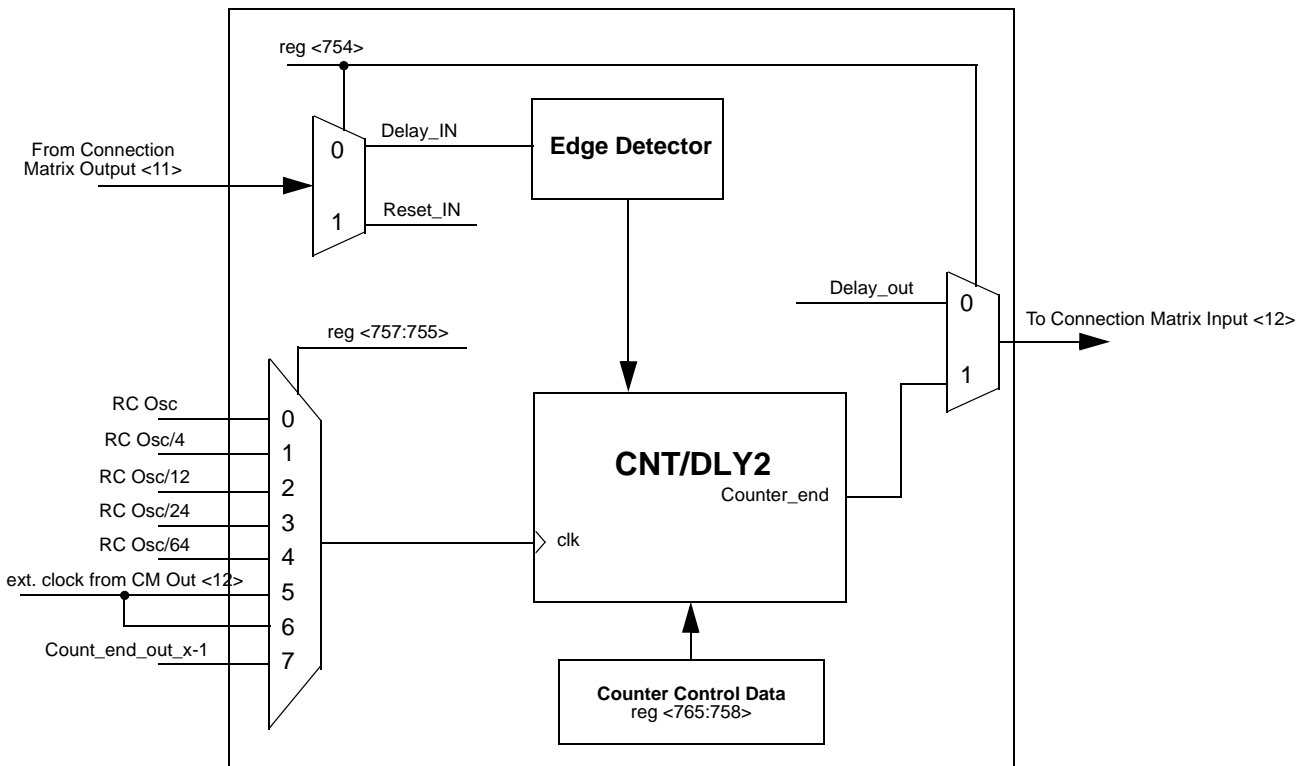 reg <754>
From Connection
Matrix Output <11>
0
1
Delay_IN
Reset_IN
Edge Detector
Delay_out
0
1
To Connection Matrix Input <12>
reg <757:755>
RC Osc
RC Osc/4
RC Osc/12
RC Osc/24
RC Osc/64
ext. clock from CM Out <12>
Count_end_out_x-1
0
1
2
3
4
5
6
7
CNT/DLY2
Counter_end
clk
Counter Control Data
reg <765:758>